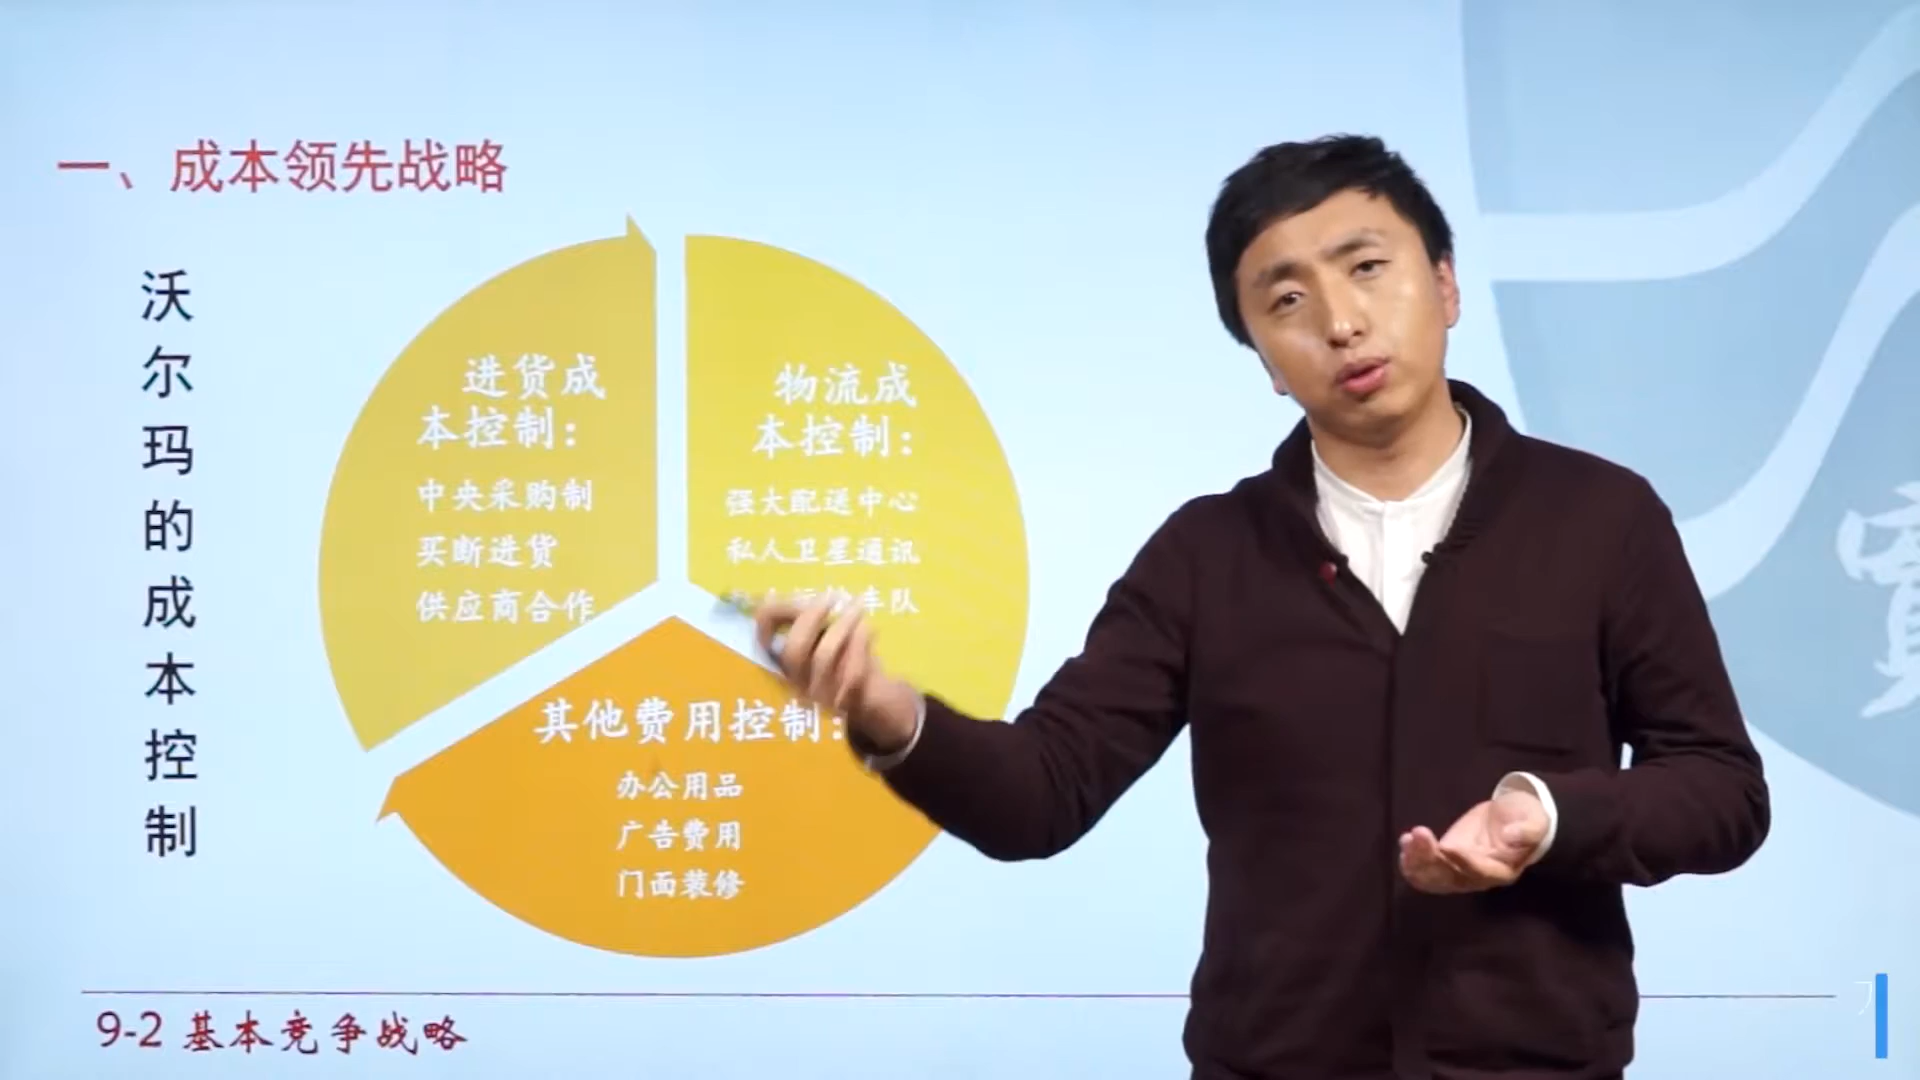 一、成本领先战略
沃尔玛的成本控制
进货成
本控制：
中央采购制
买断进货
供应商合作
物流成
本控制：
强大配送中心
私人卫星通讯
车队
其他费用控制：
办公用品
广告费用
门面装修
9-2 基本竞争战略
寶